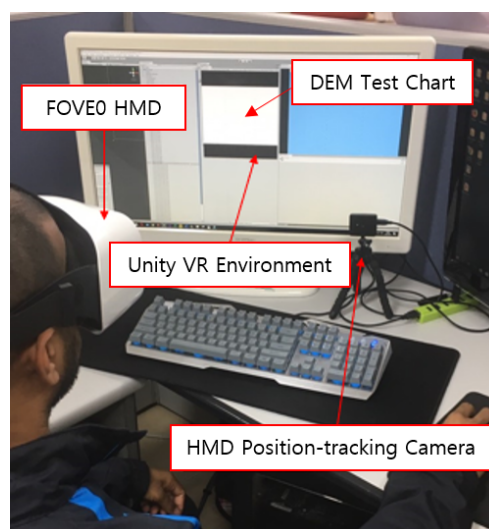 DEM Test Chart
FOVE0 HMD
Unity VR Environment
HMD Position-tracking Camera